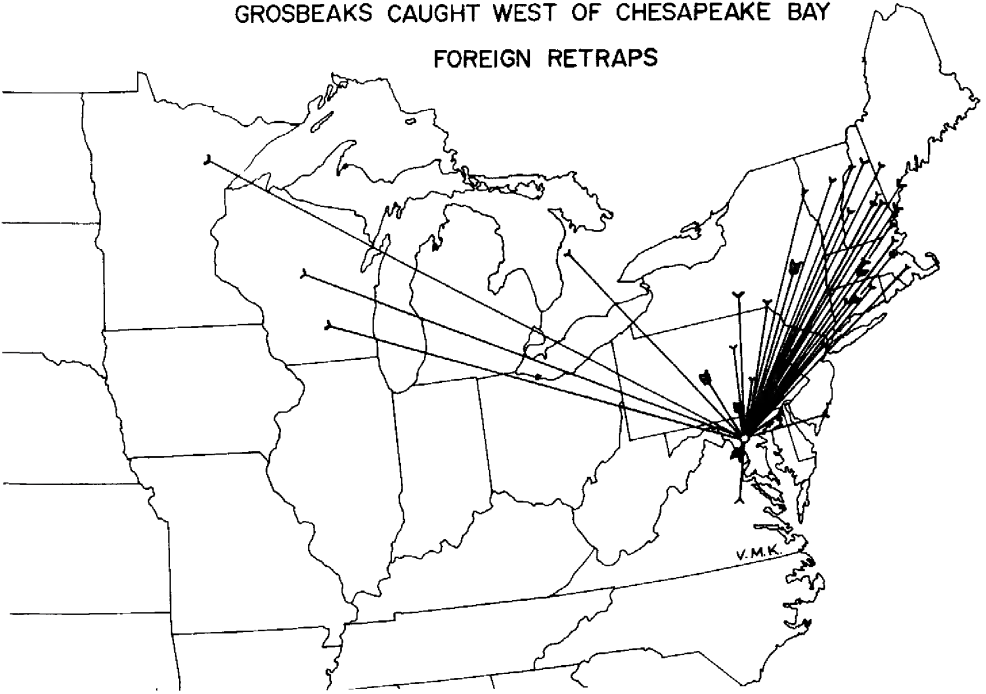 GROSBEAKS CAUGHT WEST OF CHESAPEAKE BAY
FOREIGN RETRAPS
V.M.K.